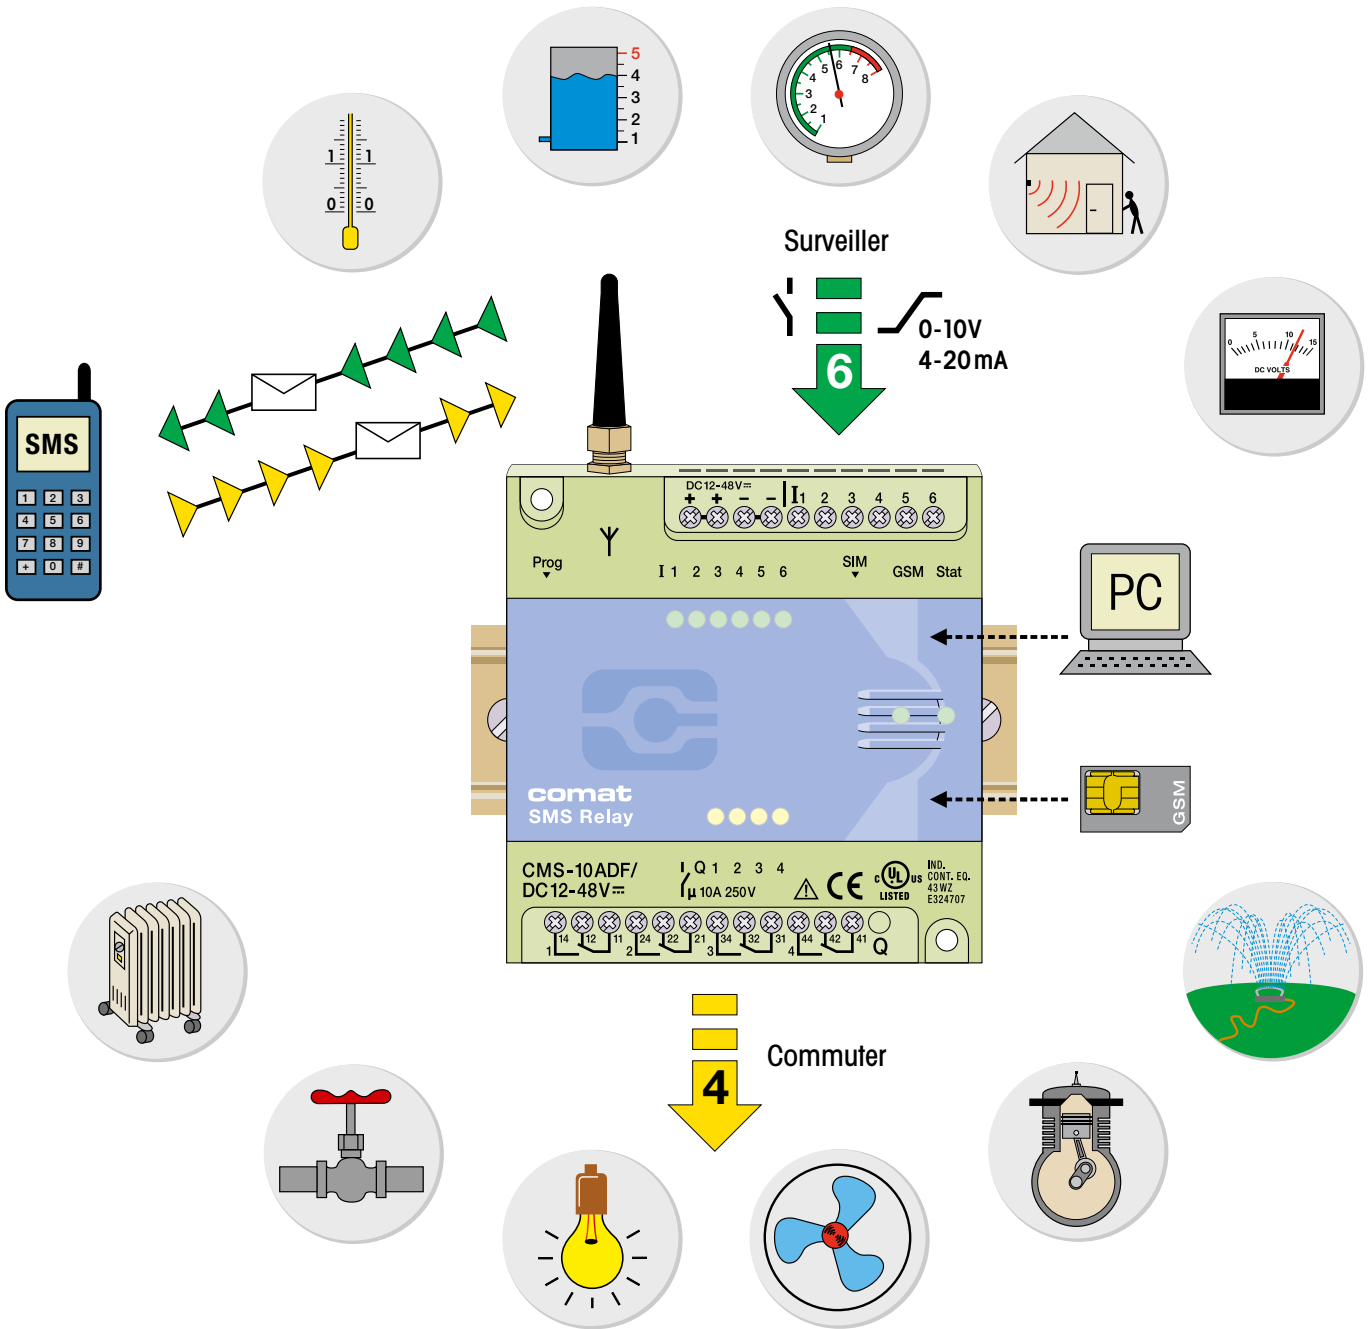 5
4
3
2
1
1
2
3
4
5
6
7
8
1 1
0 0
Surveiller
0-10V
4-20mA
6
0 5 10 15
DC VOLTS
SMS
1 2 3
4 5 6
7 8 9
+ 0 #
DC12-48V
+ + − − I1 2 3 4 5 6
Prog
I 1 2 3 4 5 6
SIM
GSM Stat
PC
GSM
comat
SMS Relay
CMS-10ADF/
DC12-48V
Q 1 2 3 4
µ 10A 250V
CE
C UL US
LISTED
IND.
CONT. EQ.
43WZ
E324707
1 14 12 11 2 24 22 21 3 34 32 31 4 44 42 41 Q
Commuter
4